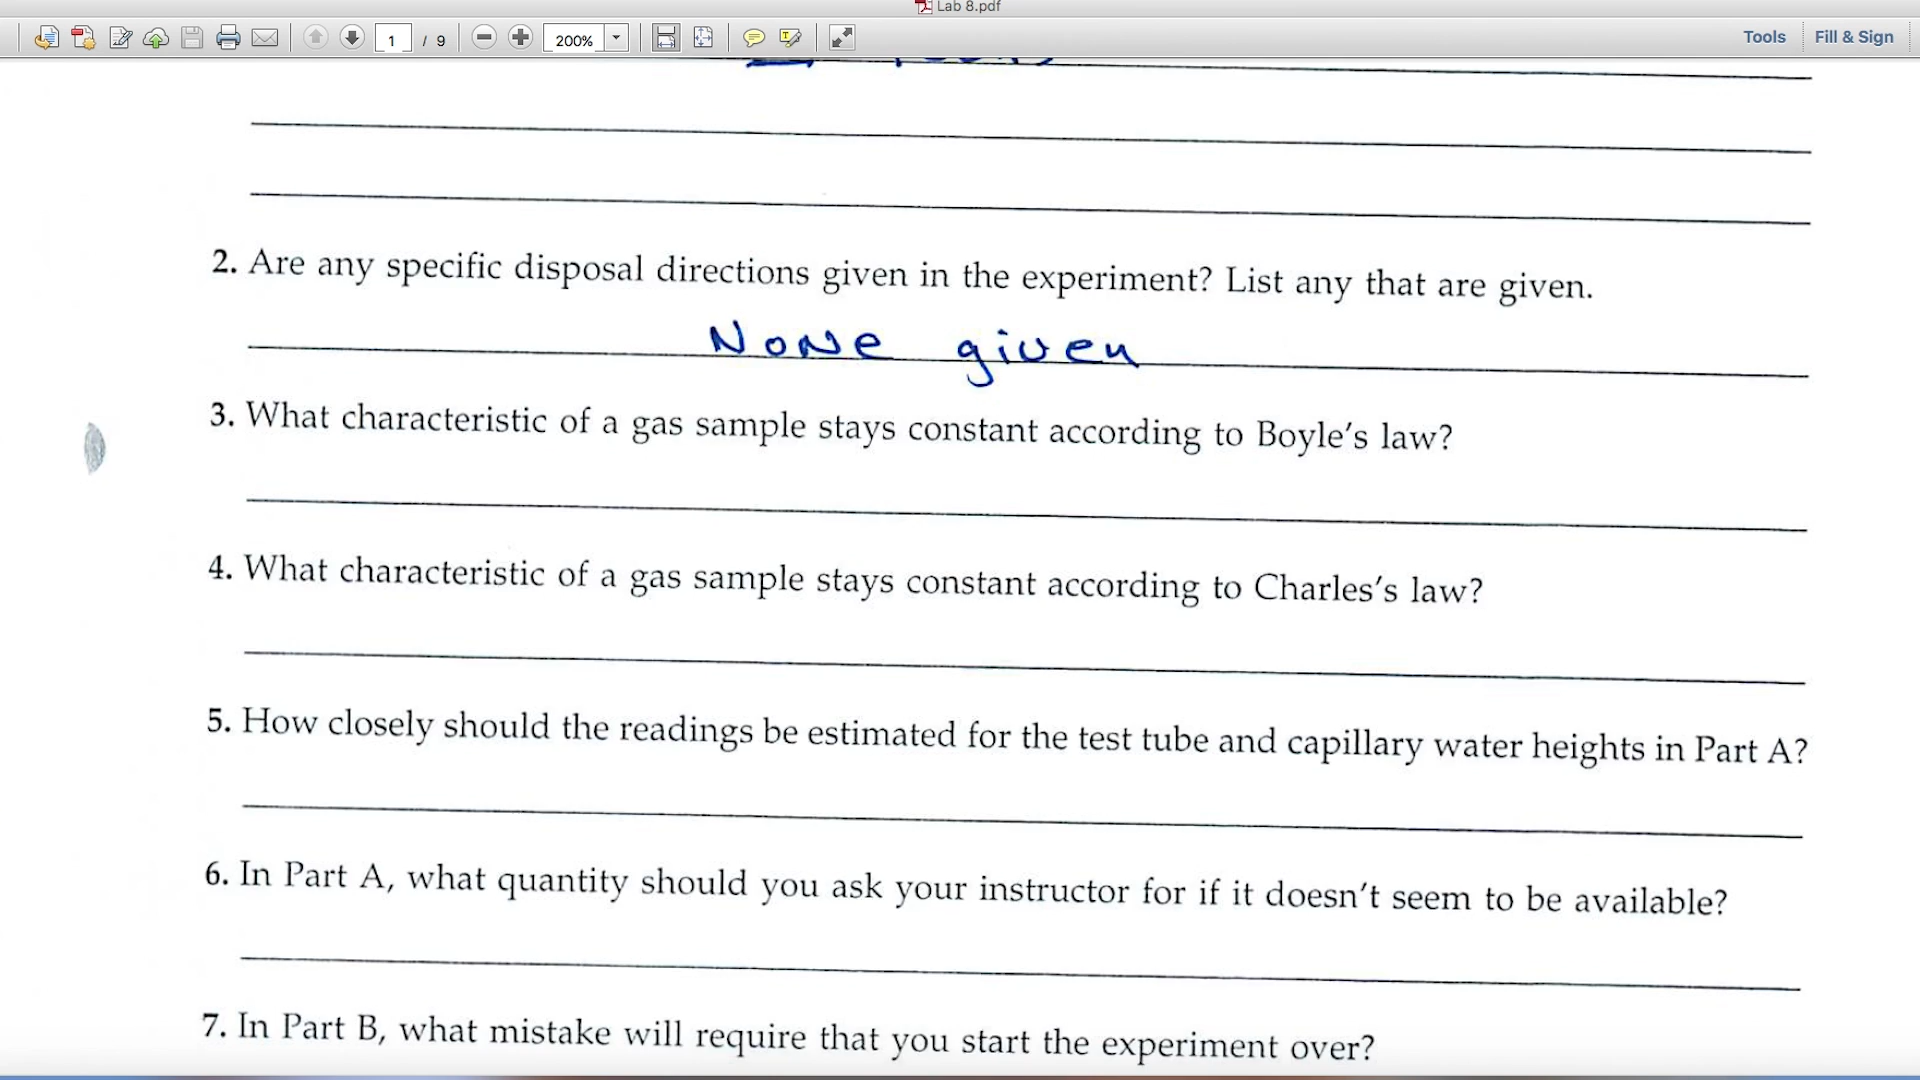 Lab 8.pdf
1 / 9 200% Tools Fill & Sign
2. Are any specific disposal directions given in the experiment? List any that are given.
None given
3. What characteristic of a gas sample stays constant according to Boyle's law?
4. What characteristic of a gas sample stays constant according to Charles's law?
5. How closely should the readings be estimated for the test tube and capillary water heights in Part A?
6. In Part A, what quantity should you ask your instructor for if it doesn't seem to be available?
7. In Part B, what mistake will require that you start the experiment over?